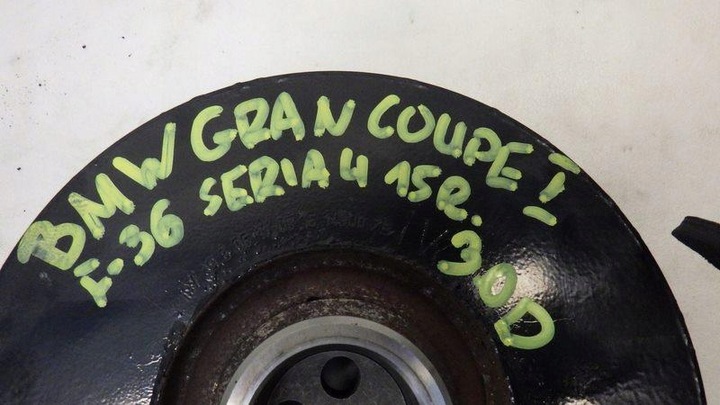 BMW GRAN COUPE I
F-36 SERIA 4 15R.
3.0D